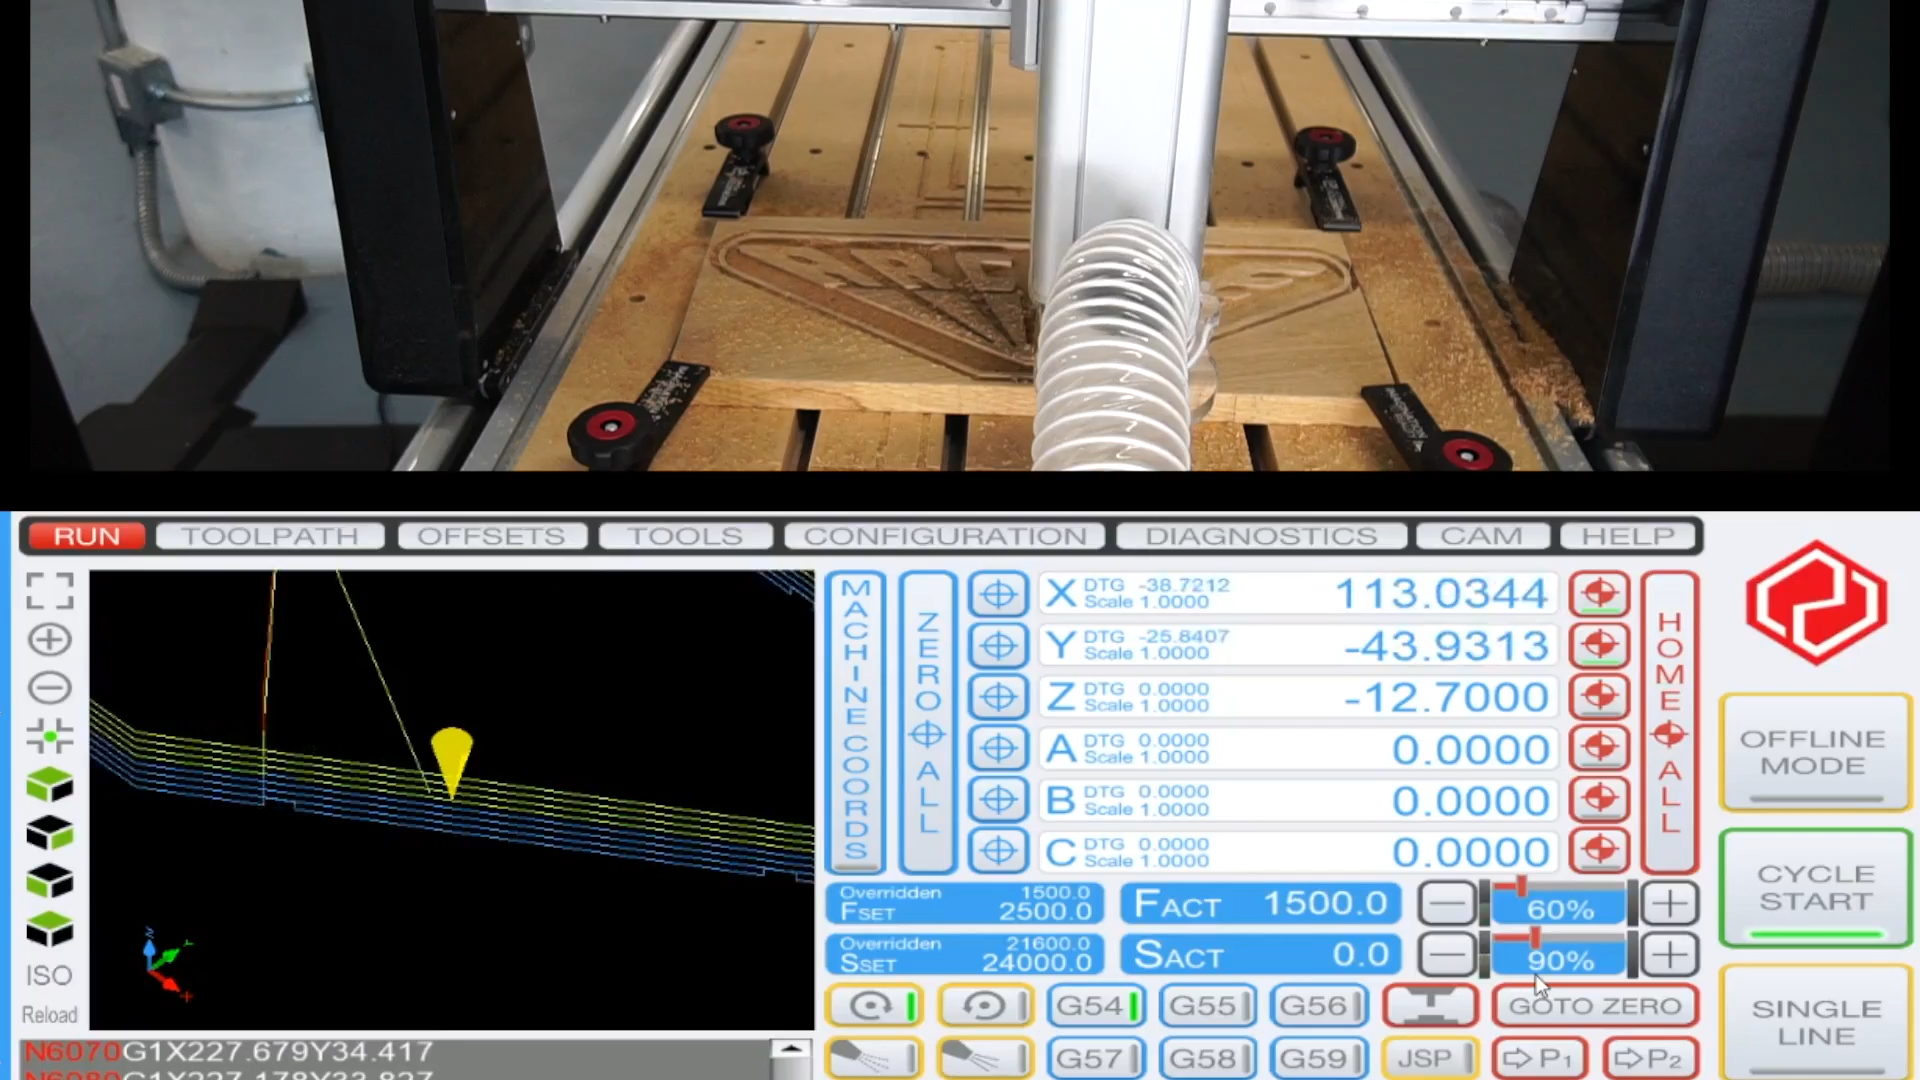 RUN TOOLPATH OFFSETS TOOLS CONFIGURATION DIAGNOSTICS CAM HELP
MACHINE COORDS
ZERO ALL
X DTG -38.7212 113.0344
Scale 1.0000
Y DTG -25.8407 -43.9313
Scale 1.0000
Z DTG 0.0000 -12.7000
Scale 1.0000
A DTG 0.0000 0.0000
Scale 1.0000
B DTG 0.0000 0.0000
Scale 1.0000
C DTG 0.0000 0.0000
Scale 1.0000
HOME ALL
OFFLINE
MODE
CYCLE
START
SINGLE
LINE
Overridden 1500.0
FSET 2500.0
FACT 1500.0
60%
Overridden 21600.0
SSET 24000.0
SACT 0.0
90%
G54 G55 G56 GOTO ZERO
G57 G58 G59 JSP P1 P2
ISO
Reload
N6070G1X227.679Y34.417
N6080G1X227.178Y33.827